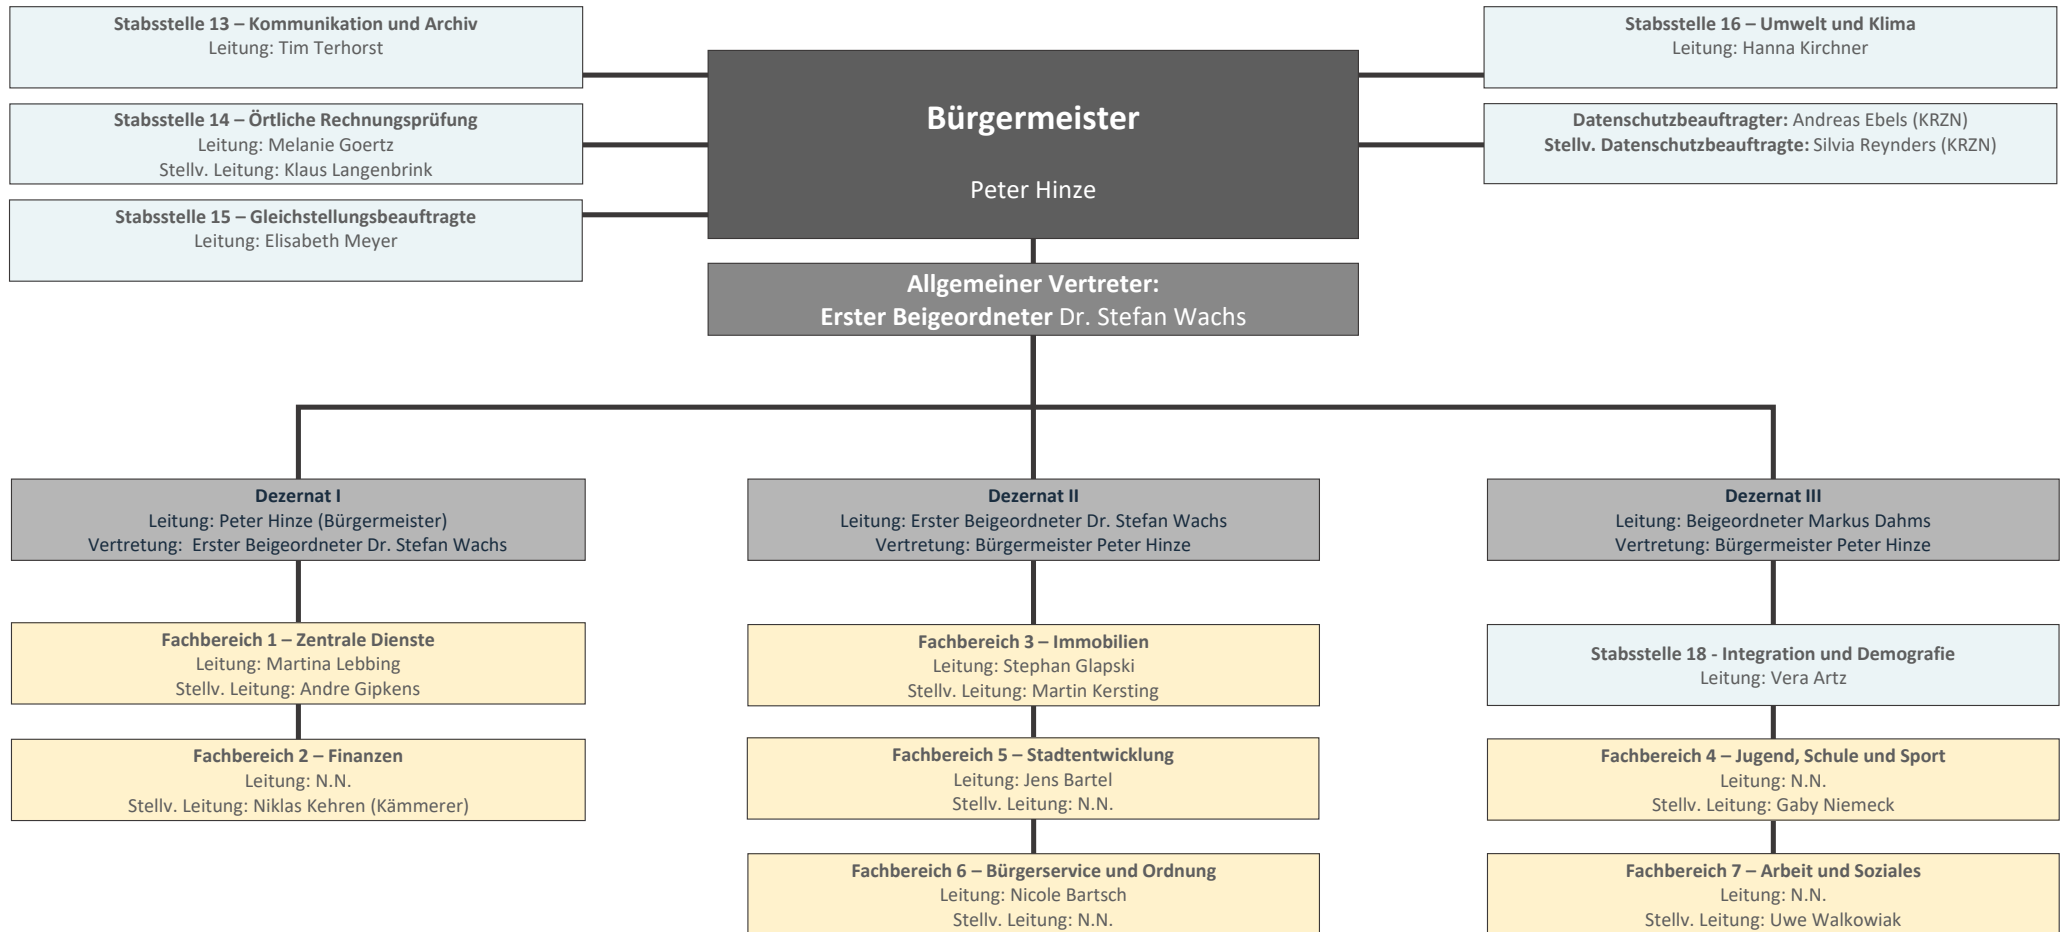 Stabsstelle 13 – Kommunikation und Archiv
Leitung: Tim Terhorst
Stabsstelle 14 – Örtliche Rechnungsprüfung
Leitung: Melanie Goertz
Stellv. Leitung: Klaus Langenbrink
Stabsstelle 15 – Gleichstellungsbeauftragte
Leitung: Elisabeth Meyer
Bürgermeister
Peter Hinze
Stabsstelle 16 – Umwelt und Klima
Leitung: Hanna Kirchner
Datenschutzbeauftragter: Andreas Ebels (KRZN)
Stellv. Datenschutzbeauftragte: Silvia Reynders (KRZN)
Allgemeiner Vertreter:
Erster Beigeordneter Dr. Stefan Wachs
Dezernat I
Leitung: Peter Hinze (Bürgermeister)
Vertretung: Erster Beigeordneter Dr. Stefan Wachs
Fachbereich 1 – Zentrale Dienste
Leitung: Martina Lebbing
Stellv. Leitung: Andre Gipkens
Fachbereich 2 – Finanzen
Leitung: N.N.
Stellv. Leitung: Niklas Kehren (Kämmerer)
Dezernat II
Leitung: Erster Beigeordneter Dr. Stefan Wachs
Vertretung: Bürgermeister Peter Hinze
Fachbereich 3 – Immobilien
Leitung: Stephan Glapski
Stellv. Leitung: Martin Kersting
Fachbereich 5 – Stadtentwicklung
Leitung: Jens Bartel
Stellv. Leitung: N.N.
Fachbereich 6 – Bürgerservice und Ordnung
Leitung: Nicole Bartsch
Stellv. Leitung: N.N.
Dezernat III
Leitung: Beigeordneter Markus Dahms
Vertretung: Bürgermeister Peter Hinze
Stabsstelle 18 - Integration und Demografie
Leitung: Vera Artz
Fachbereich 4 – Jugend, Schule und Sport
Leitung: N.N.
Stellv. Leitung: Gaby Niemeck
Fachbereich 7 – Arbeit und Soziales
Leitung: N.N.
Stellv. Leitung: Uwe Walkowiak